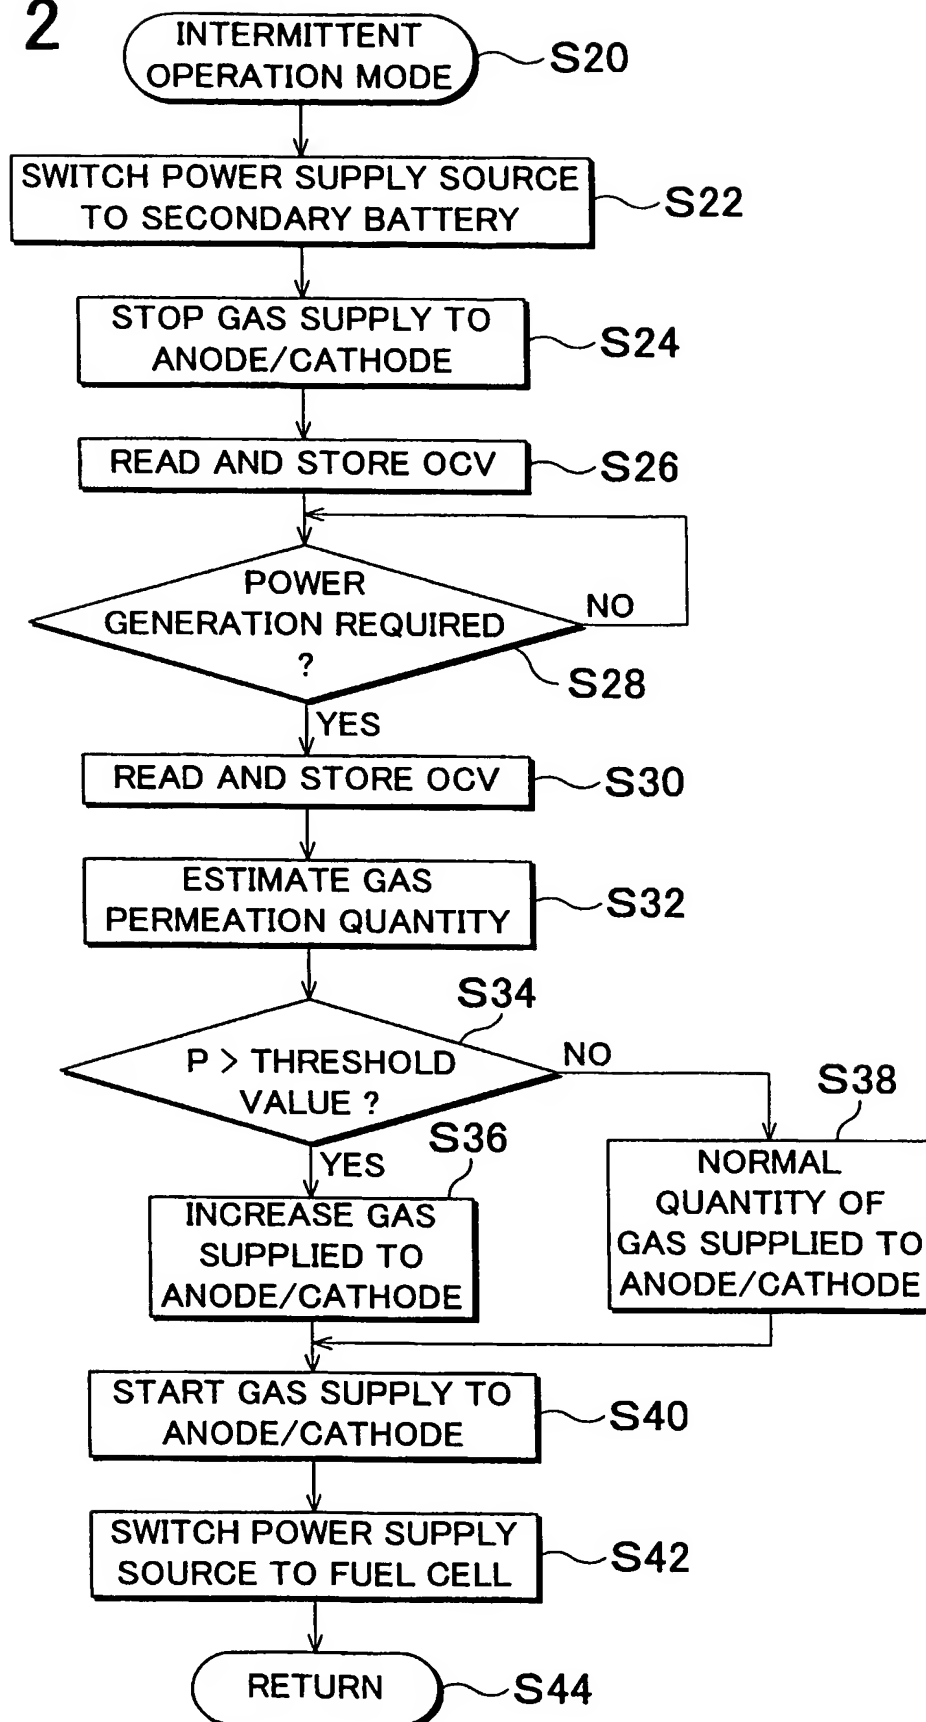 2
INTERMITTENT
OPERATION MODE
S20
SWITCH POWER SUPPLY SOURCE
TO SECONDARY BATTERY
S22
STOP GAS SUPPLY TO
ANODE/CATHODE
S24
READ AND STORE OCV
S26
POWER
GENERATION REQUIRED
?
NO
S28
YES
READ AND STORE OCV
S30
ESTIMATE GAS
PERMEATION QUANTITY
S32
S34
P > THRESHOLD
VALUE ?
NO
YES
S36
INCREASE GAS
SUPPLIED TO
ANODE/CATHODE
S38
NORMAL
QUANTITY OF
GAS SUPPLIED TO
ANODE/CATHODE
START GAS SUPPLY TO
ANODE/CATHODE
S40
SWITCH POWER SUPPLY
SOURCE TO FUEL CELL
S42
RETURN
S44